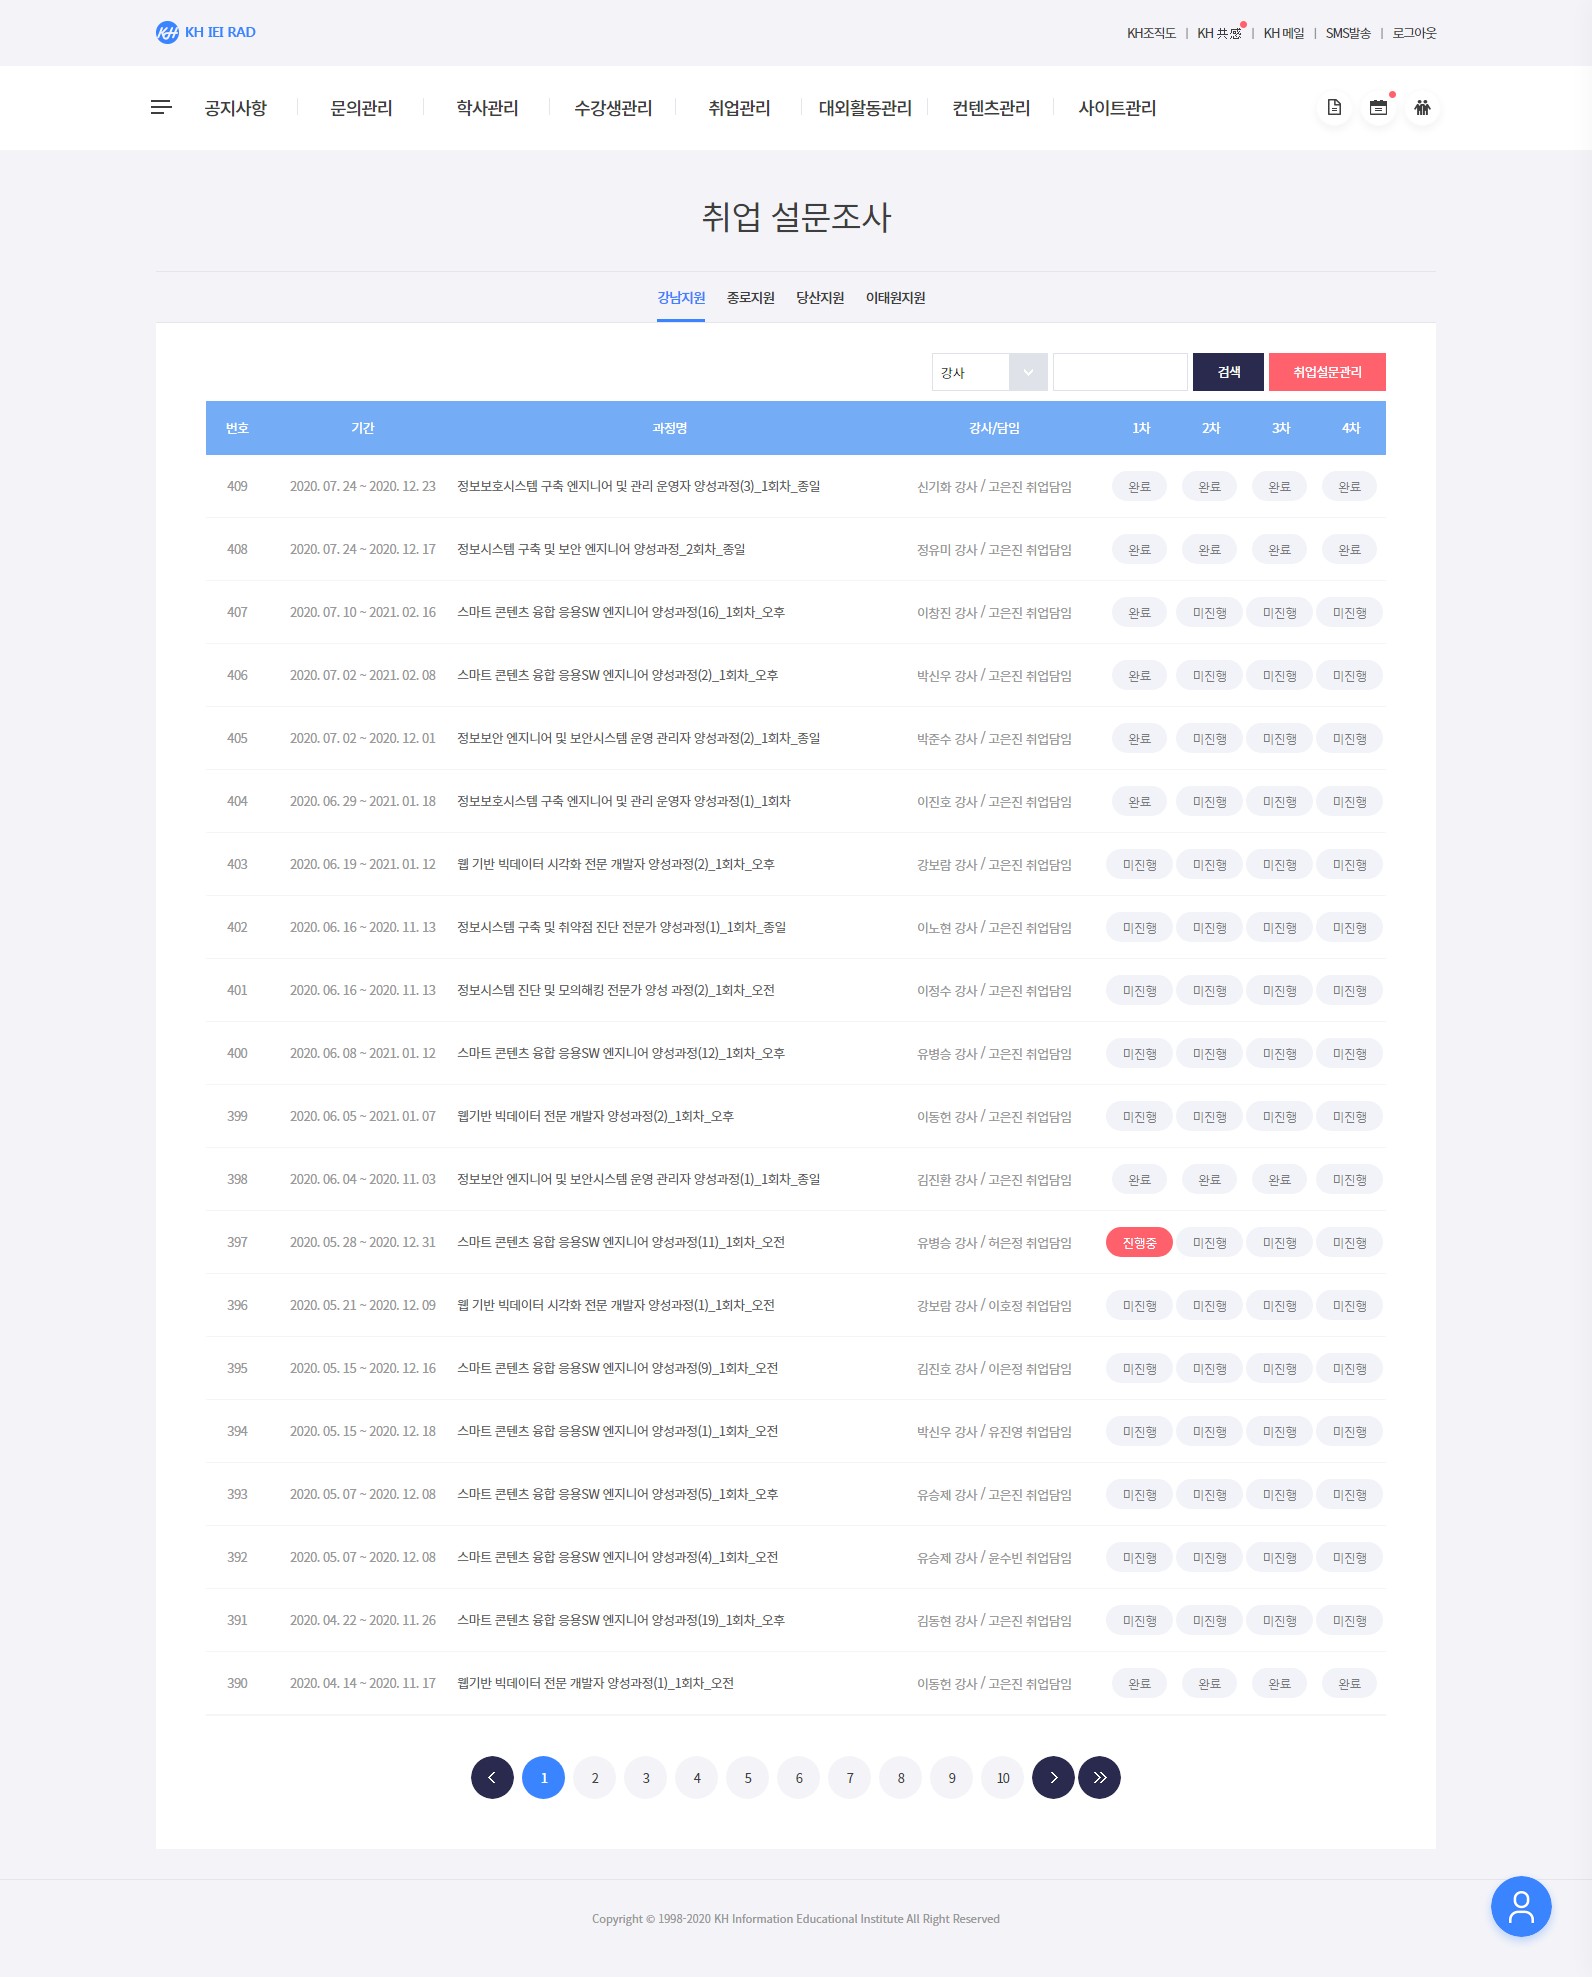 KH IEI RAD
KH조직도 | KH 共感 | KH 메일 | SMS발송 | 로그아웃
공지사항 문의관리 학사관리 수강생관리 취업관리 대외활동관리 컨텐츠관리 사이트관리
취업 설문조사
강남지원 종로지원 당산지원 이태원지원
강사 검색 취업설문관리
번호 기간 과정명 강사/담임 1차 2차 3차 4차
409 2020. 07. 24 ~ 2020. 12. 23 정보보호시스템 구축 엔지니어 및 관리 운영자 양성과정(3)_1회차_종일 신기화 강사 / 고은진 취업담임 완료 완료 완료 완료
408 2020. 07. 24 ~ 2020. 12. 17 정보시스템 구축 및 보안 엔지니어 양성과정_2회차_종일 정유미 강사 / 고은진 취업담임 완료 완료 완료 완료
407 2020. 07. 10 ~ 2021. 02. 16 스마트 콘텐츠 융합 응용SW 엔지니어 양성과정(16)_1회차_오후 이창진 강사 / 고은진 취업담임 완료 미진행 미진행 미진행
406 2020. 07. 02 ~ 2021. 02. 08 스마트 콘텐츠 융합 응용SW 엔지니어 양성과정(2)_1회차_오후 박신우 강사 / 고은진 취업담임 완료 미진행 미진행 미진행
405 2020. 07. 02 ~ 2020. 12. 01 정보보안 엔지니어 및 보안시스템 운영 관리자 양성과정(2)_1회차_종일 박준수 강사 / 고은진 취업담임 완료 미진행 미진행 미진행
404 2020. 06. 29 ~ 2021. 01. 18 정보보호시스템 구축 엔지니어 및 관리 운영자 양성과정(1)_1회차 이진호 강사 / 고은진 취업담임 완료 미진행 미진행 미진행
403 2020. 06. 19 ~ 2021. 01. 12 웹 기반 빅데이터 시각화 전문 개발자 양성과정(2)_1회차_오후 강보람 강사 / 고은진 취업담임 미진행 미진행 미진행 미진행
402 2020. 06. 16 ~ 2020. 11. 13 정보시스템 구축 및 취약점 진단 전문가 양성과정(1)_1회차_종일 이노현 강사 / 고은진 취업담임 미진행 미진행 미진행 미진행
401 2020. 06. 16 ~ 2020. 11. 13 정보시스템 진단 및 모의해킹 전문가 양성 과정(2)_1회차_오전 이정수 강사 / 고은진 취업담임 미진행 미진행 미진행 미진행
400 2020. 06. 08 ~ 2021. 01. 12 스마트 콘텐츠 융합 응용SW 엔지니어 양성과정(12)_1회차_오후 유병승 강사 / 고은진 취업담임 미진행 미진행 미진행 미진행
399 2020. 06. 05 ~ 2021. 01. 07 웹기반 빅데이터 전문 개발자 양성과정(2)_1회차_오후 이동헌 강사 / 고은진 취업담임 미진행 미진행 미진행 미진행
398 2020. 06. 04 ~ 2020. 11. 03 정보보안 엔지니어 및 보안시스템 운영 관리자 양성과정(1)_1회차_종일 김진환 강사 / 고은진 취업담임 완료 완료 완료 미진행
397 2020. 05. 28 ~ 2020. 12. 31 스마트 콘텐츠 융합 응용SW 엔지니어 양성과정(11)_1회차_오전 유병승 강사 / 허은정 취업담임 진행중 미진행 미진행 미진행
396 2020. 05. 21 ~ 2020. 12. 09 웹 기반 빅데이터 시각화 전문 개발자 양성과정(1)_1회차_오전 강보람 강사 / 이호정 취업담임 미진행 미진행 미진행 미진행
395 2020. 05. 15 ~ 2020. 12. 16 스마트 콘텐츠 융합 응용SW 엔지니어 양성과정(9)_1회차_오전 김진호 강사 / 이은정 취업담임 미진행 미진행 미진행 미진행
394 2020. 05. 15 ~ 2020. 12. 18 스마트 콘텐츠 융합 응용SW 엔지니어 양성과정(1)_1회차_오전 박신우 강사 / 유진영 취업담임 미진행 미진행 미진행 미진행
393 2020. 05. 07 ~ 2020. 12. 08 스마트 콘텐츠 융합 응용SW 엔지니어 양성과정(5)_1회차_오후 유승제 강사 / 고은진 취업담임 미진행 미진행 미진행 미진행
392 2020. 05. 07 ~ 2020. 12. 08 스마트 콘텐츠 융합 응용SW 엔지니어 양성과정(4)_1회차_오전 유승제 강사 / 윤수빈 취업담임 미진행 미진행 미진행 미진행
391 2020. 04. 22 ~ 2020. 11. 26 스마트 콘텐츠 융합 응용SW 엔지니어 양성과정(19)_1회차_오후 김동현 강사 / 고은진 취업담임 미진행 미진행 미진행 미진행
390 2020. 04. 14 ~ 2020. 11. 17 웹기반 빅데이터 전문 개발자 양성과정(1)_1회차_오전 이동헌 강사 / 고은진 취업담임 완료 완료 완료 완료
1 2 3 4 5 6 7 8 9 10
Copyright © 1998-2020 KH Information Educational Institute All Right Reserved